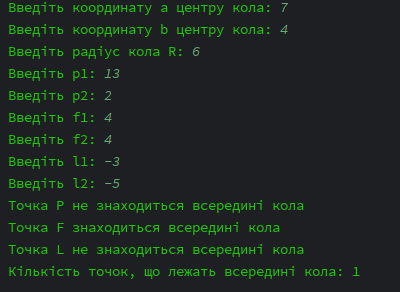 Введіть координату a центру кола: 7
Введіть координату b центру кола: 4
Введіть радіус кола R: 6
Введіть p1: 13
Введіть p2: 2
Введіть f1: 4
Введіть f2: 4
Введіть l1: -3
Введіть l2: -5
Точка P не знаходиться всередині кола
Точка F знаходиться всередині кола
Точка L не знаходиться всередині кола
Кількість точок, що лежать всередині кола: 1